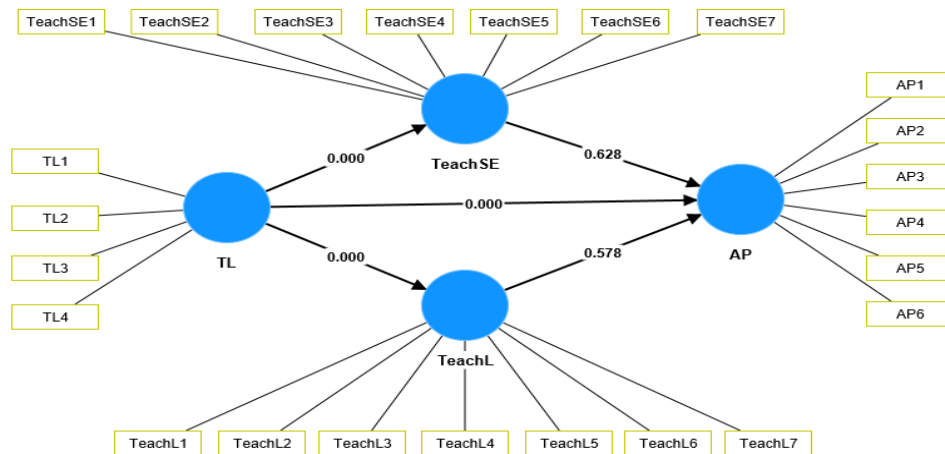 TeachSE1
TeachSE2
TeachSE3
TeachSE4
TeachSE5
TeachSE6
TeachSE7
AP1
AP2
AP3
AP4
AP5
AP6
TL1
TL2
TL3
TL4
0.000
TeachSE
0.628
0.000
TL
AP
0.000
0.578
TeachL
TeachL1
TeachL2
TeachL3
TeachL4
TeachL5
TeachL6
TeachL7